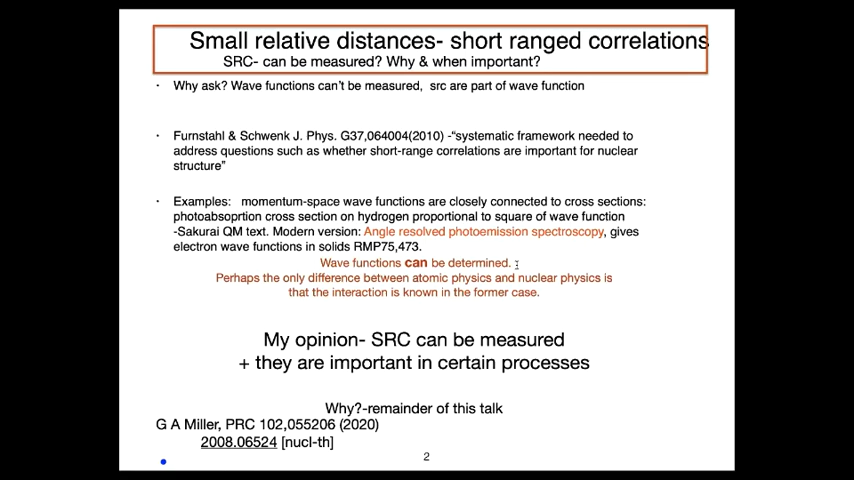 Small relative distances- short ranged correlations
SRC- can be measured? Why & when important?
· Why ask? Wave functions can't be measured, src are part of wave function
· Furnstahl & Schwenk J. Phys. G37,064004(2010) -“systematic framework needed to
address questions such as whether short-range correlations are important for nuclear
structure”
· Examples: momentum-space wave functions are closely connected to cross sections:
photoabsoprtion cross section on hydrogen proportional to square of wave function
-Sakurai QM text. Modern version: Angle resolved photoemission spectroscopy, gives
electron wave functions in solids RMP75,473.
Wave functions can be determined.
Perhaps the only difference between atomic physics and nuclear physics is
that the interaction is known in the former case.
My opinion- SRC can be measured
+ they are important in certain processes
Why?-remainder of this talk
G A Miller, PRC 102,055206 (2020)
2008.06524 [nucl-th]
2